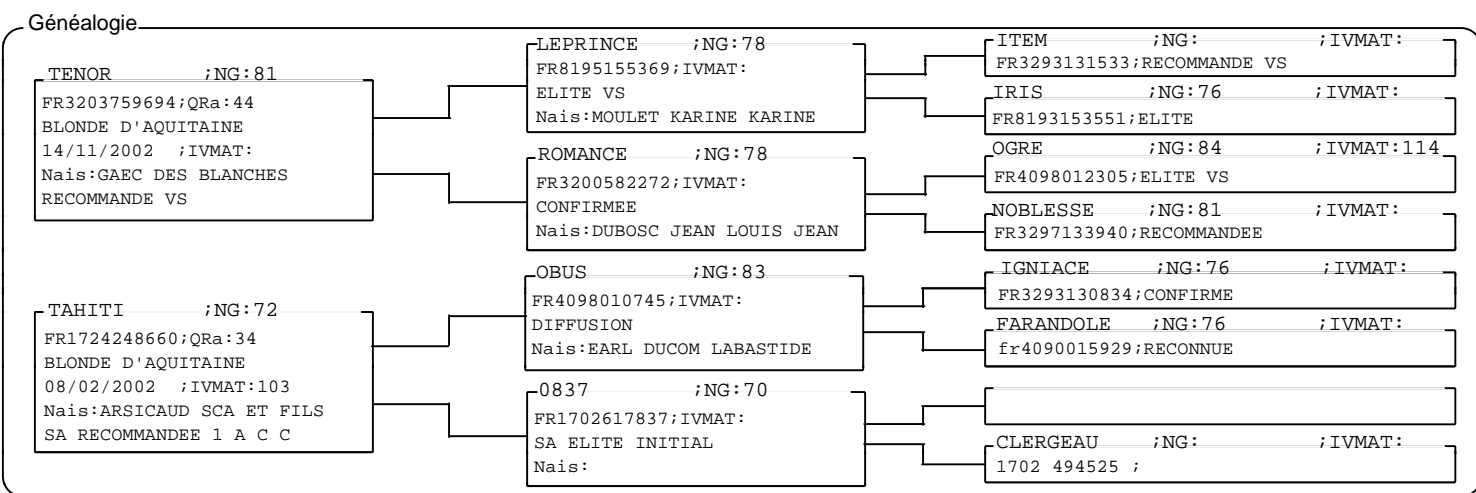 Généalogie
TENOR ;NG:81
FR3203759694;QRa:44
BLONDE D'AQUITAINE
14/11/2002 ;IVMAT:
Nais:GAEC DES BLANCHES
RECOMMANDE VS
TAHITI ;NG:72
FR1724248660;QRa:34
BLONDE D'AQUITAINE
08/02/2002 ;IVMAT:103
Nais:ARSICAUD SCA ET FILS
SA RECOMMANDEE 1 A C C
LEPRINCE ;NG:78
FR8195155369;IVMAT:
ELITE VS
Nais:MOULET KARINE KARINE
ROMANCE ;NG:78
FR3200582272;IVMAT:
CONFIRMEE
Nais:DUBOSC JEAN LOUIS JEAN
OBUS ;NG:83
FR4098010745;IVMAT:
DIFFUSION
Nais:EARL DUCOM LABASTIDE
0837 ;NG:70
FR1702617837;IVMAT:
SA ELITE INITIAL
Nais:
ITEM ;NG: ;IVMAT:
FR3293131533;RECOMMANDE VS
IRIS ;NG:76 ;IVMAT:
FR8193153551;ELITE
OGRE ;NG:84 ;IVMAT:114
FR4098012305;ELITE VS
NOBLESSE ;NG:81 ;IVMAT:
FR3297133940;RECOMMANDEE
IGNIACE ;NG:76 ;IVMAT:
FR3293130834;CONFIRME
FARANDOLE ;NG:76 ;IVMAT:
fr4090015929;RECONNUE
CLERGEAU ;NG: ;IVMAT:
1702 494525 ;